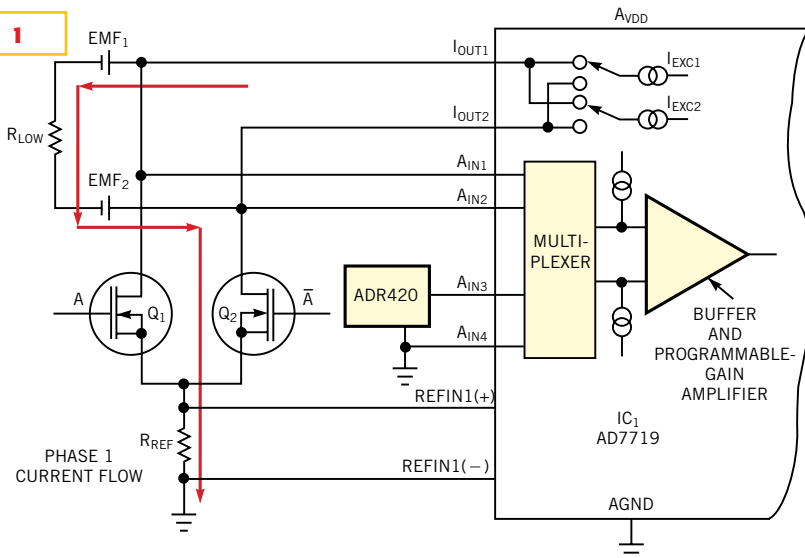 1
EMF1
RLOW
EMF2
A
Q1
Q2
A̅
RREF
PHASE 1
CURRENT FLOW
IOUT1
IOUT2
AIN1
AIN2
AIN3
AIN4
REFIN1(+)
REFIN1(−)
ADR420
AVDD
IEXC1
IEXC2
MULTI-
PLEXER
BUFFER
AND
PROGRAMMABLE-
GAIN
AMPLIFIER
IC1
AD7719
AGND